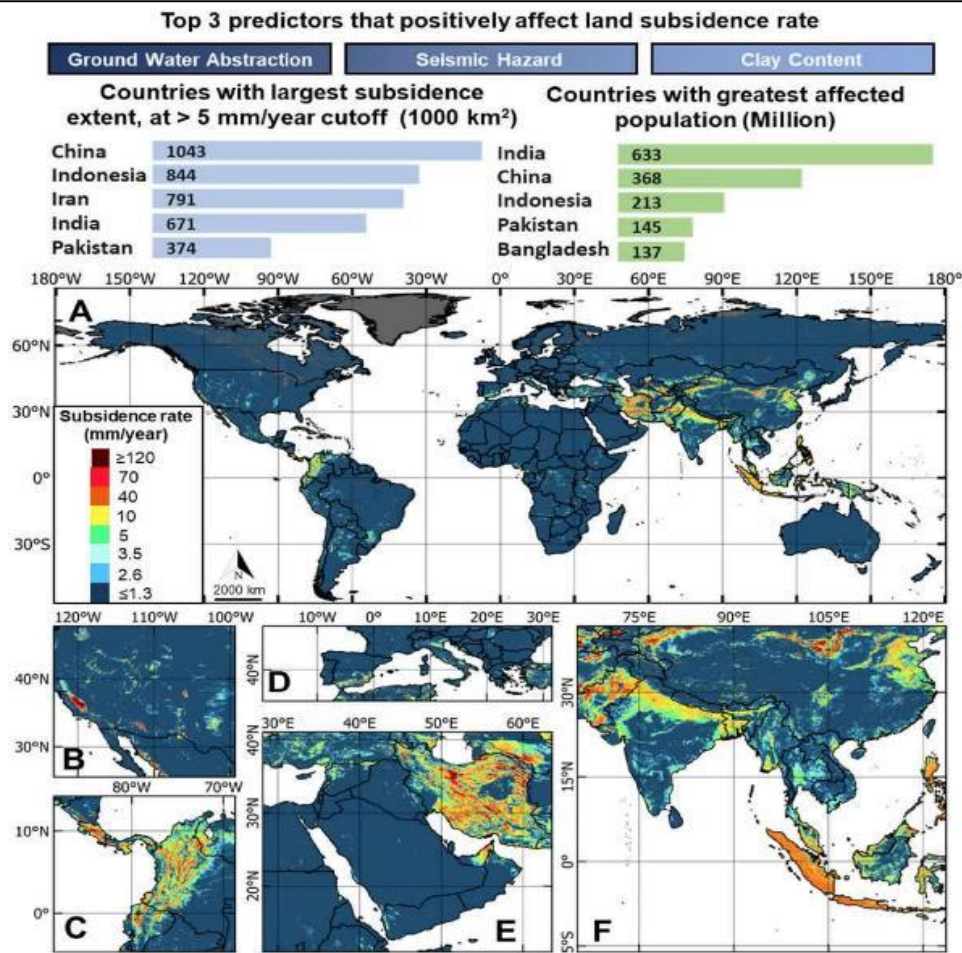 Top 3 predictors that positively affect land subsidence rate
Ground Water Abstraction
Seismic Hazard
Clay Content
Countries with largest subsidence
extent, at > 5 mm/year cutoff (1000 km²)
China 1043
Indonesia 844
Iran 791
India 671
Pakistan 374
Countries with greatest affected
population (Million)
India 633
China 368
Indonesia 213
Pakistan 145
Bangladesh 137
180° 150°W 120°W 90°W 60°W 30°W 0° 30°E 60°E 90°E 120°E 150°E 180°
A
60°N
30°N
0°
30°S
Subsidence rate
(mm/year)
≥120
70
40
10
5
3.5
2.6
≤1.3
N
2000 km
120°W 110°W 100°W
40°N
30°N
B
80°W 70°W
10°N
0°
C
10°W 0° 10°E 20°E 30°E
40°N
D
30°E 40°E 50°E 60°E
40°N
30°N
20°N
E
75°E 90°E 105°E 120°E
30°N
15°N
0°
F